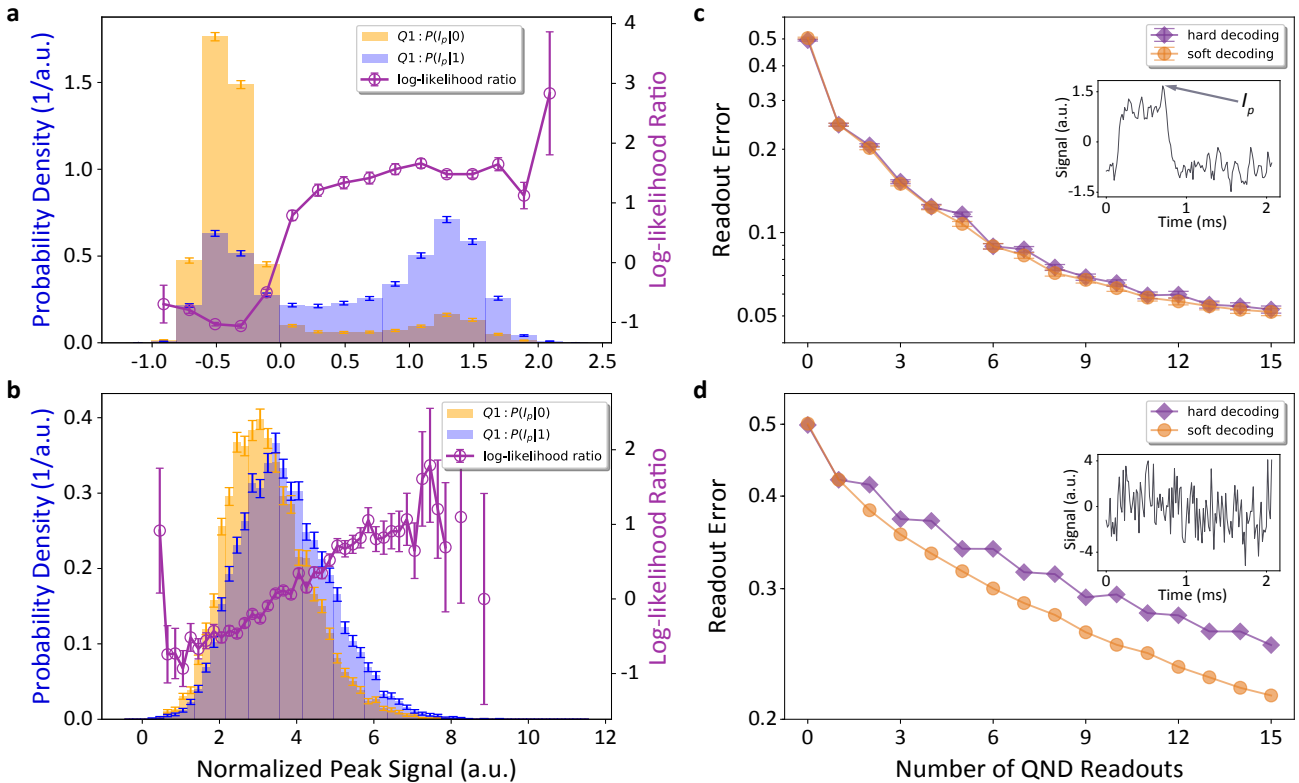 a
Probability Density (1/a.u.)
0.0
0.5
1.0
1.5
-1.0
-0.5
0.0
0.5
1.0
1.5
2.0
2.5
-1
0
1
2
3
4
Log-likelihood Ratio
Q1 : P(I_p|0)
Q1 : P(I_p|1)
log-likelihood ratio
b
Probability Density (1/a.u.)
0.0
0.1
0.2
0.3
0.4
0
2
4
6
8
10
12
Normalized Peak Signal (a.u.)
-1
0
1
2
Log-likelihood Ratio
Q1 : P(I_p|0)
Q1 : P(I_p|1)
log-likelihood ratio
c
Readout Error
0.5
0.4
0.3
0.2
0.1
0.05
0
3
6
9
12
15
hard decoding
soft decoding
Signal (a.u.)
1.5
0
-1.5
I_p
0
1
2
Time (ms)
d
Readout Error
0.5
0.4
0.3
0.2
0
3
6
9
12
15
Number of QND Readouts
hard decoding
soft decoding
Signal (a.u.)
4
0
-4
0
1
2
Time (ms)